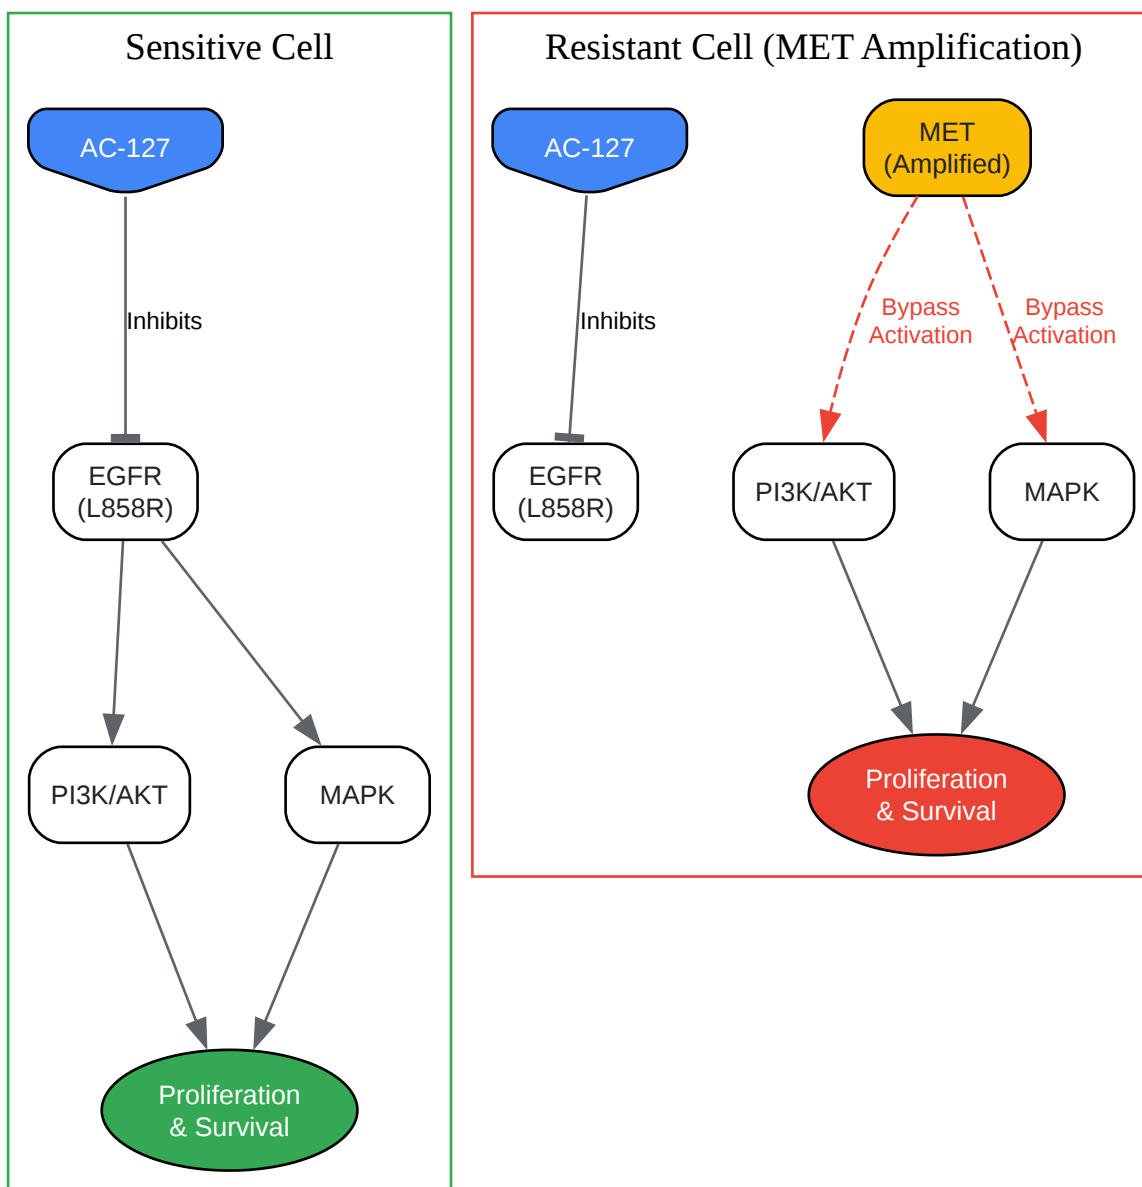 Sensitive Cell
AC-127
Inhibits
EGFR
(L858R)
PI3K/AKT
MAPK
Proliferation
& Survival
Resistant Cell (MET Amplification)
AC-127
MET
(Amplified)
Inhibits
Bypass
Activation
Bypass
Activation
EGFR
(L858R)
PI3K/AKT
MAPK
Proliferation
& Survival